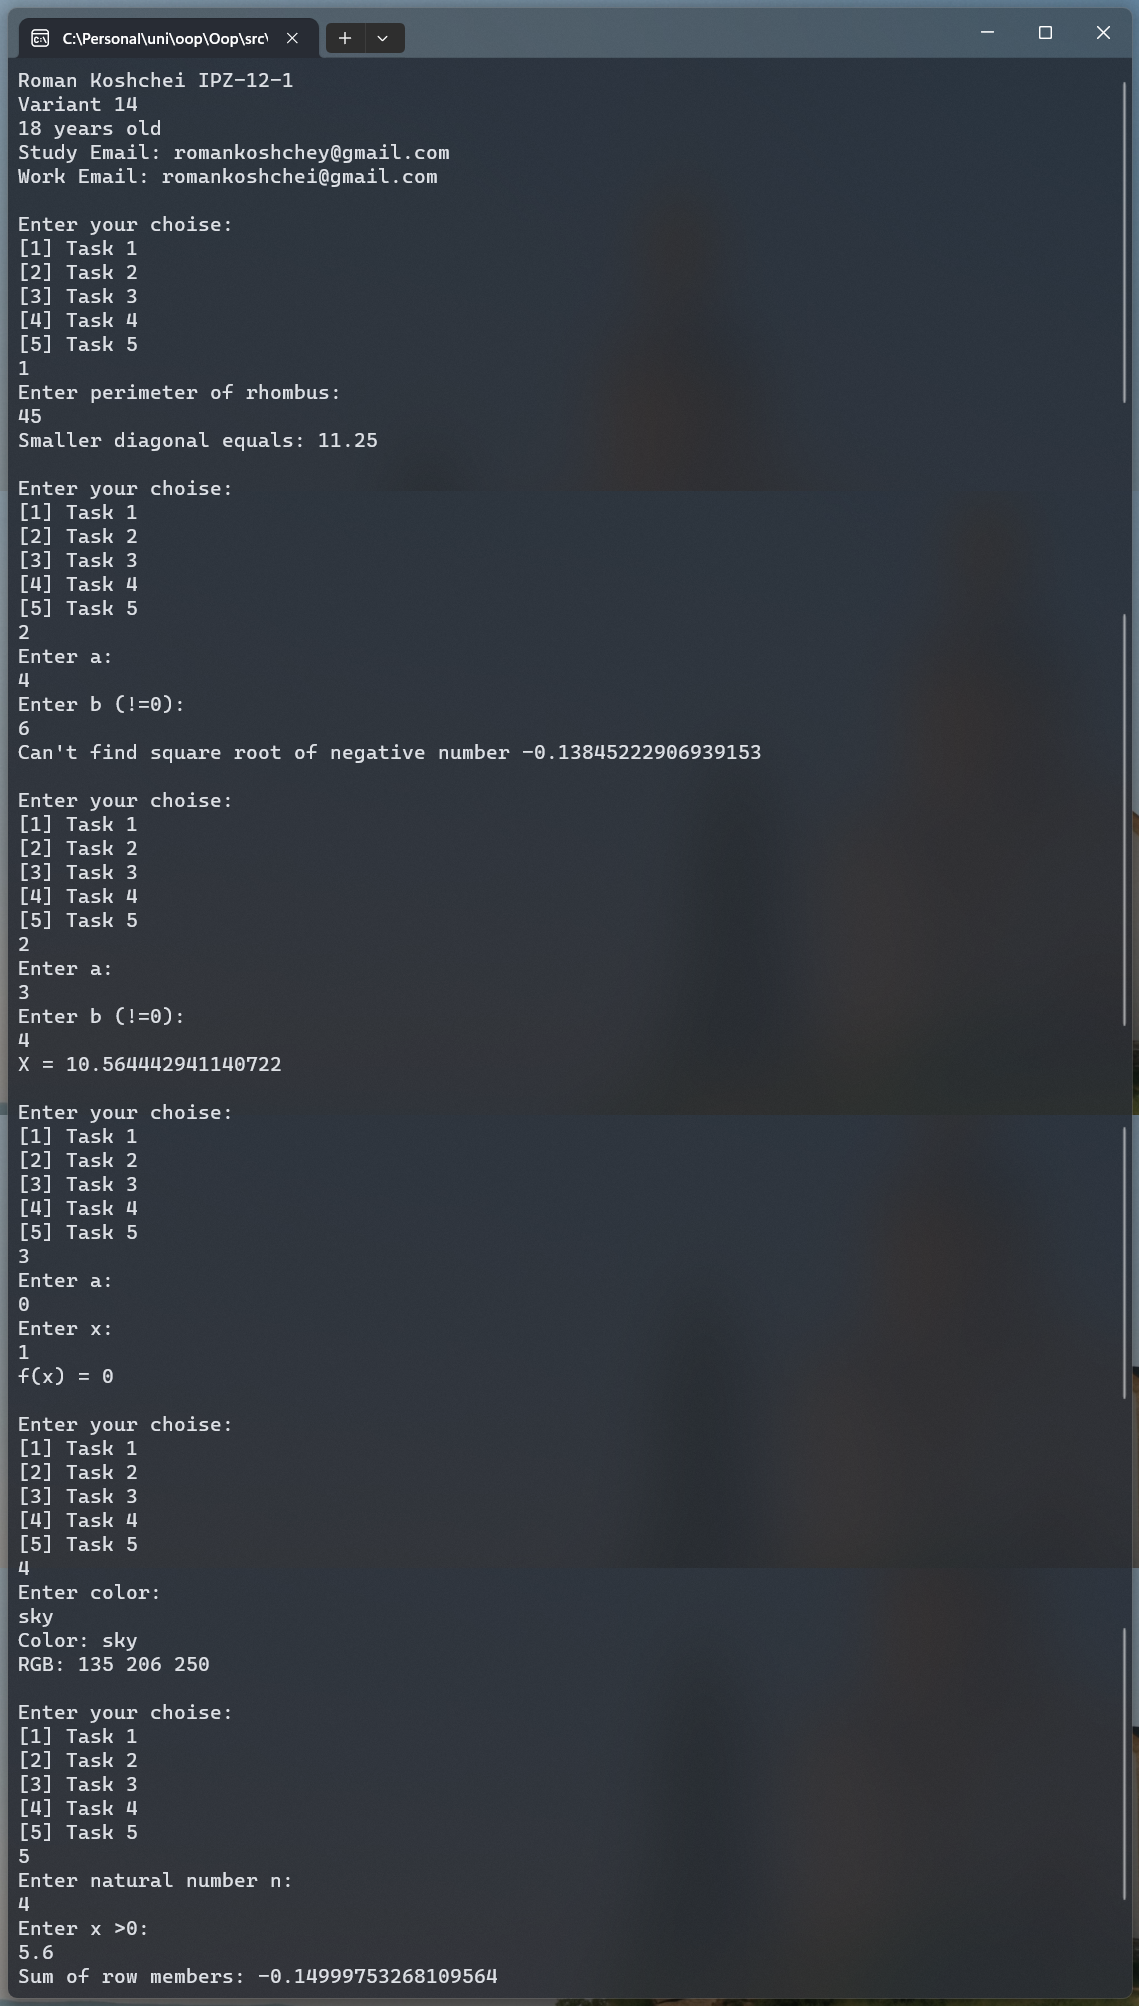 C:\Personal\uni\oop\Oop\src\
Roman Koshchei IPZ-12-1
Variant 14
18 years old
Study Email: romankoshchey@gmail.com
Work Email: romankoshchei@gmail.com
Enter your choise:
[1] Task 1
[2] Task 2
[3] Task 3
[4] Task 4
[5] Task 5
1
Enter perimeter of rhombus:
45
Smaller diagonal equals: 11.25
Enter your choise:
[1] Task 1
[2] Task 2
[3] Task 3
[4] Task 4
[5] Task 5
2
Enter a:
4
Enter b (!=0):
6
Can't find square root of negative number -0.13845222906939153
Enter your choise:
[1] Task 1
[2] Task 2
[3] Task 3
[4] Task 4
[5] Task 5
2
Enter a:
3
Enter b (!=0):
4
X = 10.564442941140722
Enter your choise:
[1] Task 1
[2] Task 2
[3] Task 3
[4] Task 4
[5] Task 5
3
Enter a:
0
Enter x:
1
f(x) = 0
Enter your choise:
[1] Task 1
[2] Task 2
[3] Task 3
[4] Task 4
[5] Task 5
4
Enter color:
sky
Color: sky
RGB: 135 206 250
Enter your choise:
[1] Task 1
[2] Task 2
[3] Task 3
[4] Task 4
[5] Task 5
5
Enter natural number n:
4
Enter x >0:
5.6
Sum of row members: -0.14999753268109564